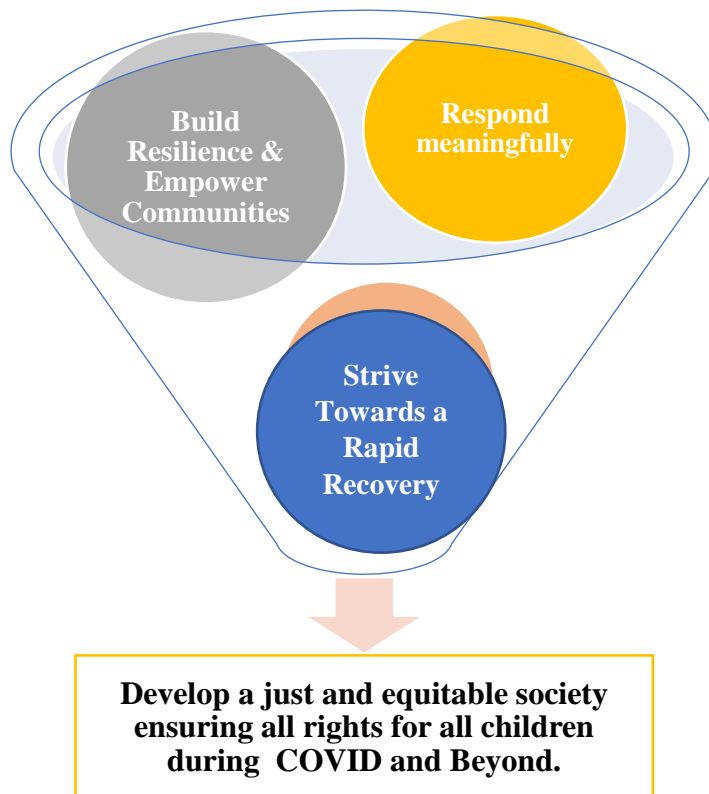 Build
Resilience &
Empower
Communities
Respond
meaningfully
Strive
Towards a
Rapid
Recovery
Develop a just and equitable society
ensuring all rights for all children
during  COVID and Beyond.